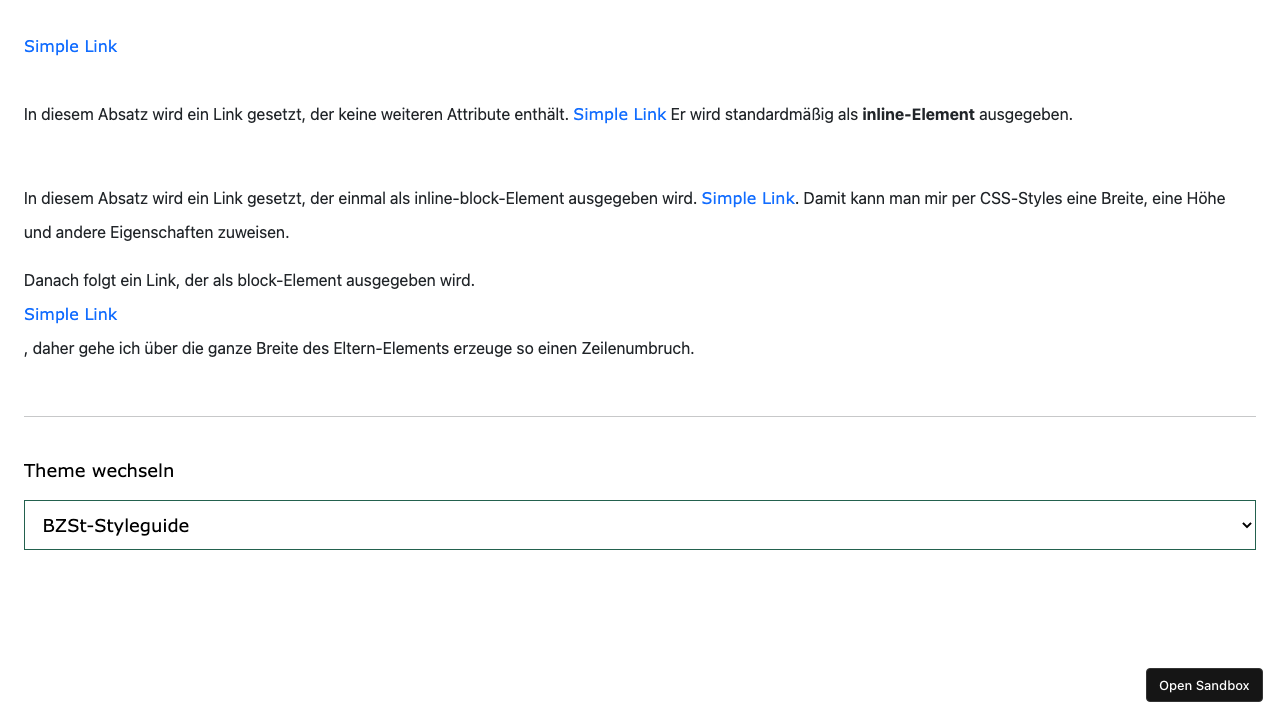 Simple Link
In diesem Absatz wird ein Link gesetzt, der keine weiteren Attribute enthält. Simple Link Er wird standardmäßig als inline-Element ausgegeben.
In diesem Absatz wird ein Link gesetzt, der einmal als inline-block-Element ausgegeben wird. Simple Link. Damit kann man mir per CSS-Styles eine Breite, eine Höhe
und andere Eigenschaften zuweisen.
Danach folgt ein Link, der als block-Element ausgegeben wird.
Simple Link
, daher gehe ich über die ganze Breite des Eltern-Elements erzeuge so einen Zeilenumbruch.
Theme wechseln
BZSt-Styleguide
Open Sandbox